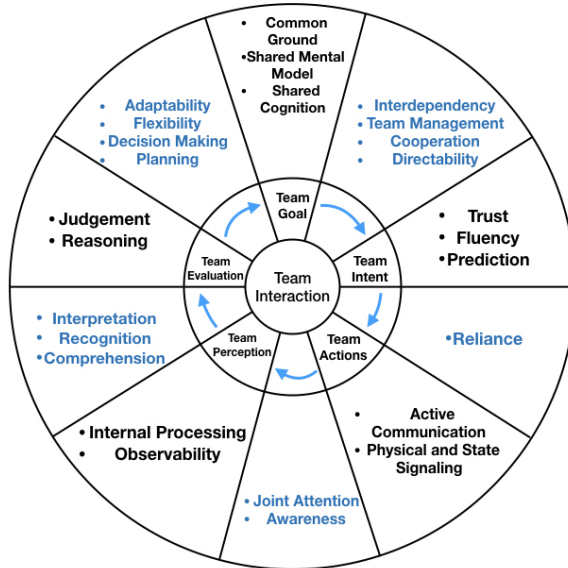 • Common
Ground
•Shared Mental
Model
• Shared
Cognition
• Interdependency
• Team Management
• Cooperation
• Directability
• Trust
• Fluency
•Prediction
•Reliance
• Active
Communication
• Physical and State
Signaling
• Joint Attention
• Awareness
• Internal Processing
• Observability
• Interpretation
• Recognition
• Comprehension
• Judgement
• Reasoning
• Adaptability
• Flexibility
• Decision Making
• Planning
Team
Goal
Team
Intent
Team
Actions
Team
Perception
Team
Evaluation
Team
Interaction